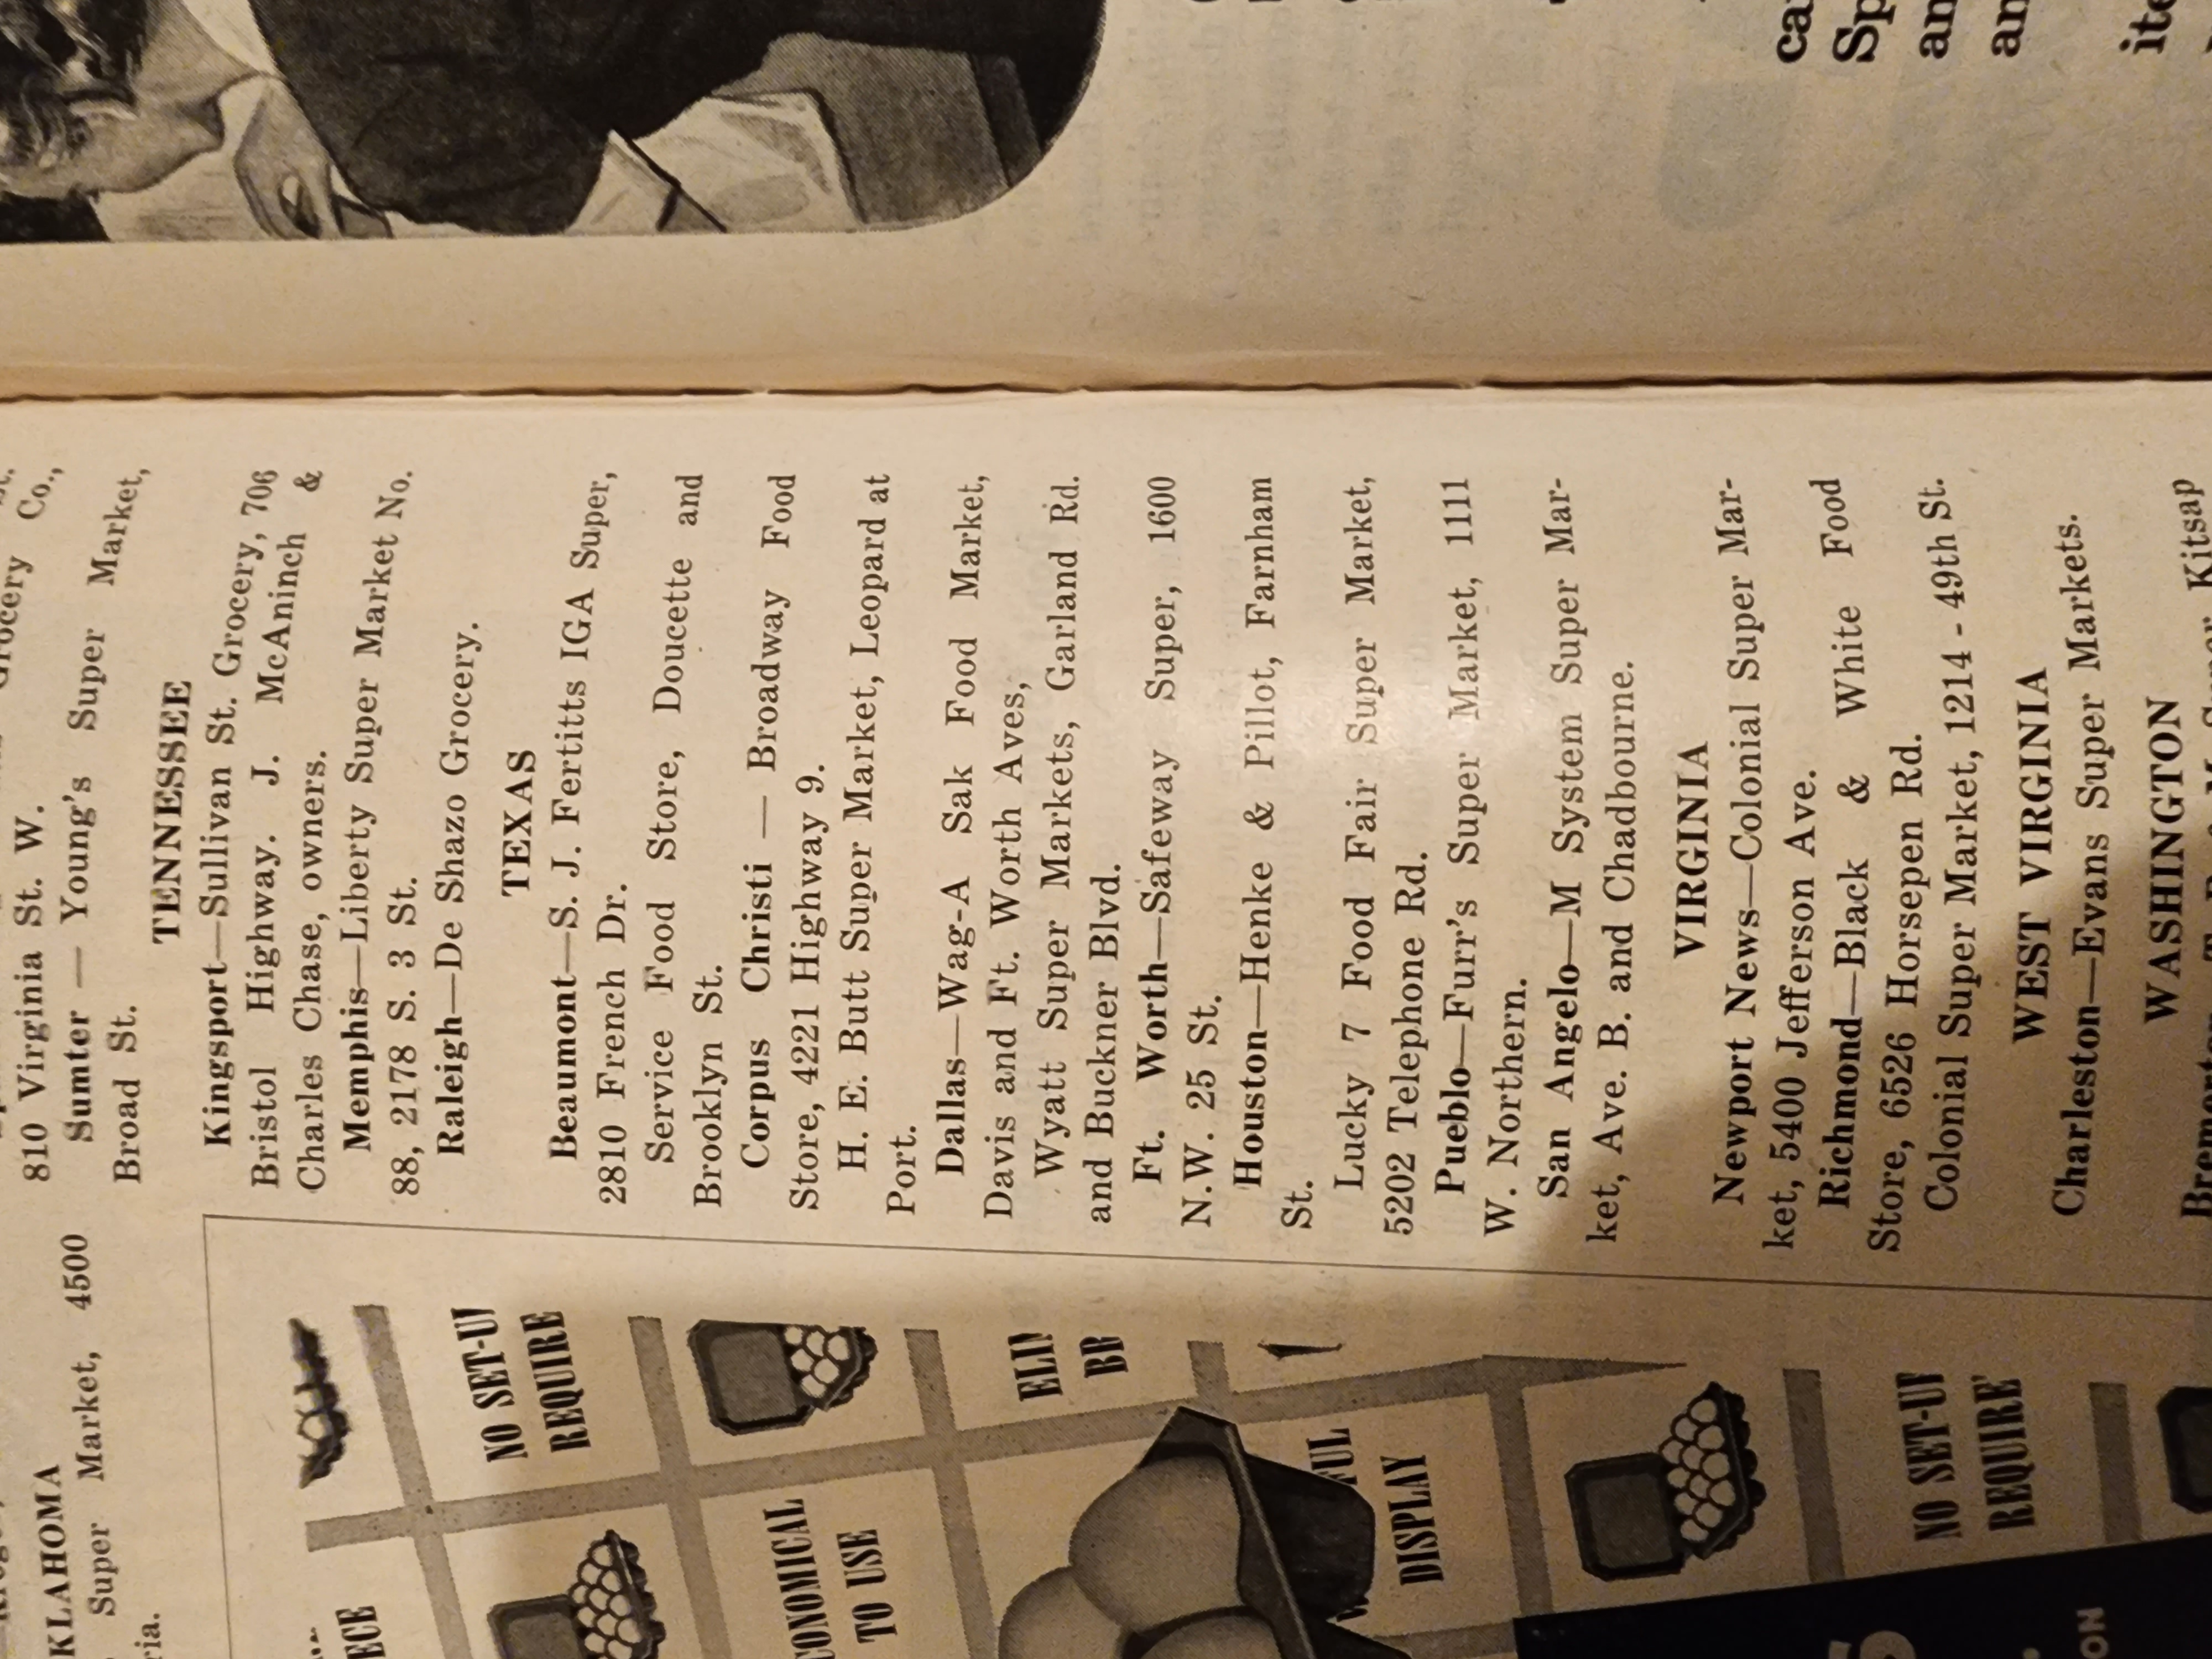 Co.,
810 Virginia St. W.
Sumter — Young's Super Market,
Broad St.
TENNESSEE
Kingsport—Sullivan St. Grocery, 706
Bristol Highway. J. McAninch &
Charles Chase, owners.
Memphis—Liberty Super Market No.
88, 2178 S. 3 St.
Raleigh—De Shazo Grocery.
TEXAS
Beaumont—S. J. Fertitts IGA Super,
2810 French Dr.
Service Food Store, Doucette and
Brooklyn St.
Corpus Christi — Broadway Food
Store, 4221 Highway 9.
H. E. Butt Super Market, Leopard at
Port.
Dallas—Wag-A Sak Food Market,
Davis and Ft. Worth Aves,
Wyatt Super Markets, Garland Rd.
and Buckner Blvd.
Ft. Worth—Safeway Super, 1600
N.W. 25 St.
Houston—Henke & Pillot, Farnham
St.
Lucky 7 Food Fair Super Market,
5202 Telephone Rd.
Pueblo—Furr's Super Market, 1111
W. Northern.
San Angelo—M System Super Mar-
ket, Ave. B. and Chadbourne.
VIRGINIA
Newport News—Colonial Super Mar-
ket, 5400 Jefferson Ave.
Richmond—Black & White Food
Store, 6526 Horsepen Rd.
Colonial Super Market, 1214 - 49th St.
WEST VIRGINIA
Charleston—Evans Super Markets.
WASHINGTON
Kitsap
KLAHOMA
Super Market, 4500
ria.
NO SET-U
REQUIRE
ECONOMICAL
TO USE
DISPLAY
NO SET-U
REQUIRE
ca
Sp
an
an
ite